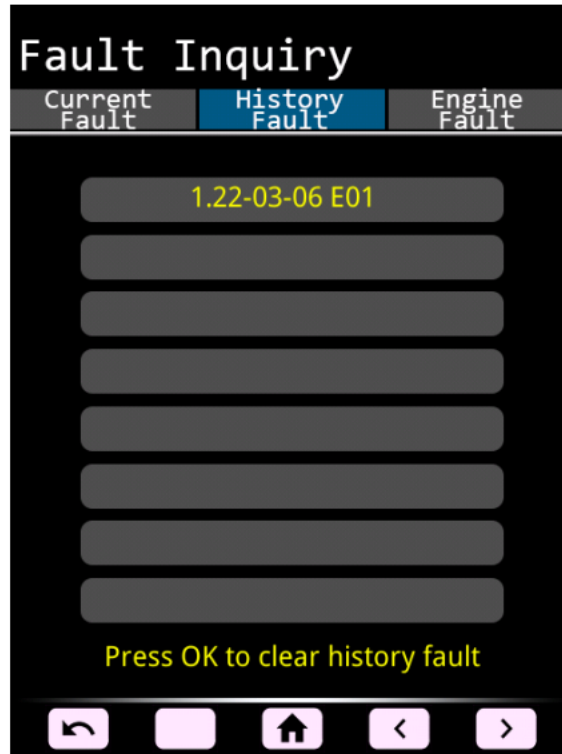 Fault Inquiry
Current Fault
History Fault
Engine Fault
1.22-03-06 E01
Press OK to clear history fault